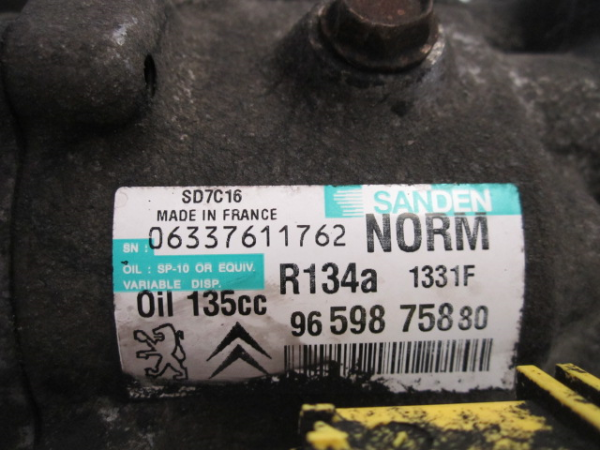 SD7C16
SANDEN
MADE IN FRANCE
SN : 06337611762 NORM
OIL : SP-10 OR EQUIV.
VARIABLE DISP.
R134a 1331F
Oil 135cc
96 598 758 80